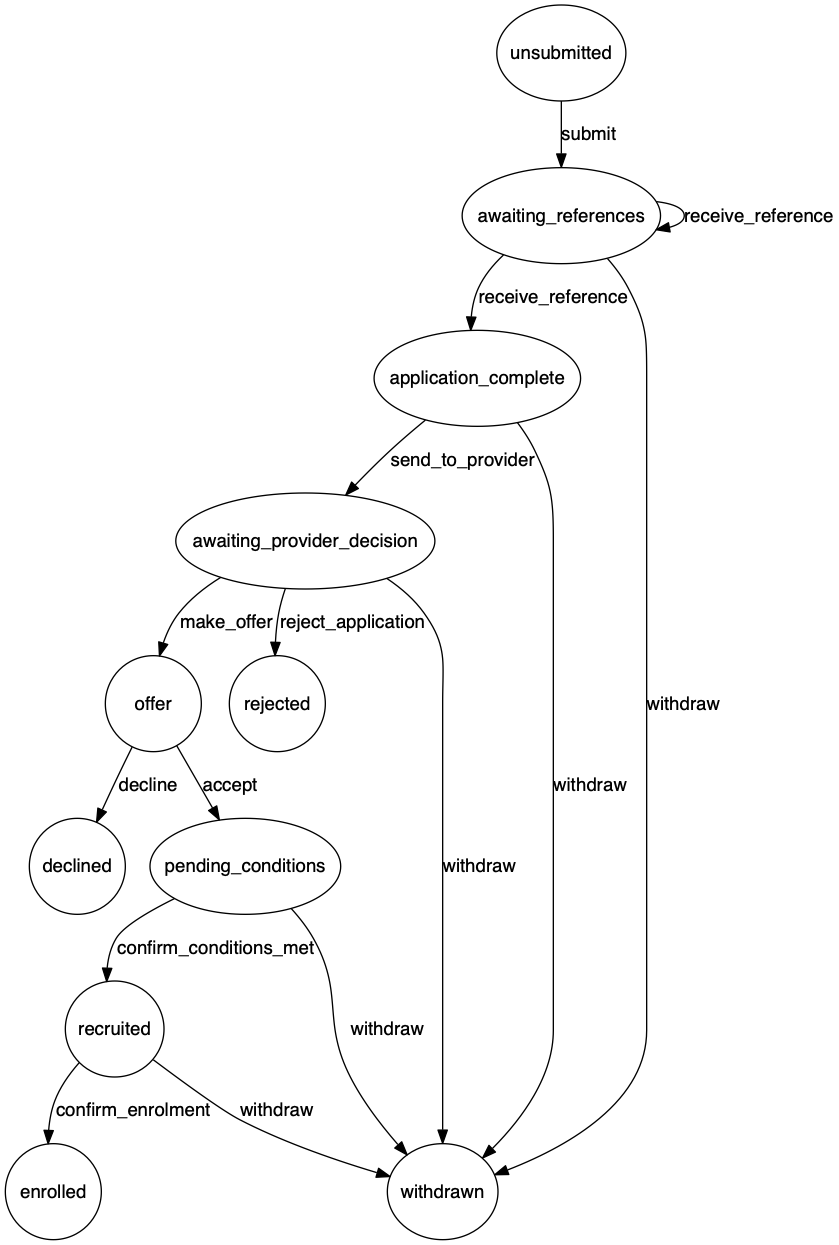 unsubmitted
submit
awaiting_references
receive_reference
receive_reference
application_complete
send_to_provider
awaiting_provider_decision
make_offer
reject_application
offer
rejected
withdraw
decline
accept
withdraw
declined
pending_conditions
withdraw
confirm_conditions_met
recruited
withdraw
confirm_enrolment
withdraw
enrolled
withdrawn